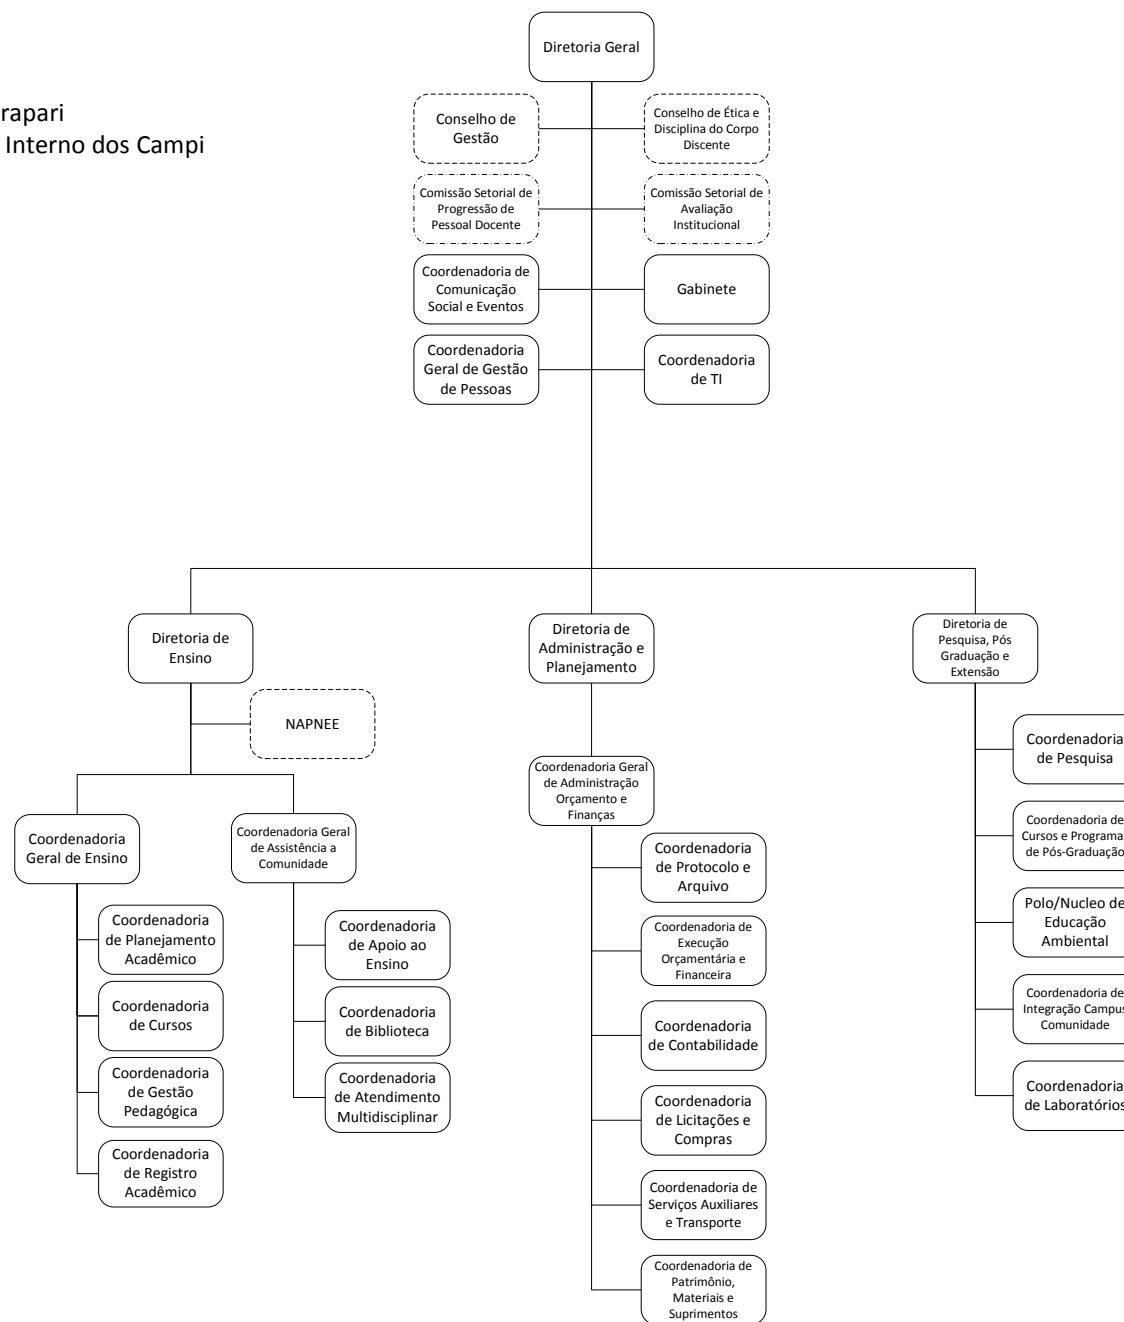 Diretoria Geral
rapari
Interno dos Campi
Conselho de
Gestão
Conselho de Ética e
Disciplina do Corpo
Discente
Comissão Setorial de
Progressão de
Pessoal Docente
Comissão Setorial de
Avaliação
Institucional
Coordenadoria de
Comunicação
Social e Eventos
Gabinete
Coordenadoria
Geral de Gestão
de Pessoas
Coordenadoria
de TI
Diretoria de
Ensino
Diretoria de
Administração e
Planejamento
Diretoria de
Pesquisa, Pós
Graduação e
Extensão
NAPNEE
Coordenadoria
Geral de Ensino
Coordenadoria Geral
de Assistência a
Comunidade
Coordenadoria
de Planejamento
Acadêmico
Coordenadoria
de Cursos
Coordenadoria
de Gestão
Pedagógica
Coordenadoria
de Registro
Acadêmico
Coordenadoria
de Apoio ao
Ensino
Coordenadoria
de Biblioteca
Coordenadoria
de Atendimento
Multidisciplinar
Coordenadoria Geral
de Administração
Orçamento e
Finanças
Coordenadoria
de Protocolo e
Arquivo
Coordenadoria de
Execução
Orçamentária e
Financeira
Coordenadoria
de Contabilidade
Coordenadoria
de Licitações e
Compras
Coordenadoria de
Serviços Auxiliares
e Transporte
Coordenadoria de
Patrimônio,
Materiais e
Suprimentos
Coordenadoria
de Pesquisa
Coordenadoria de
Cursos e Programa
de Pós-Graduação
Polo/Nucleo de
Educação
Ambiental
Coordenadoria de
Integração Campus
Comunidade
Coordenadoria
de Laboratórios